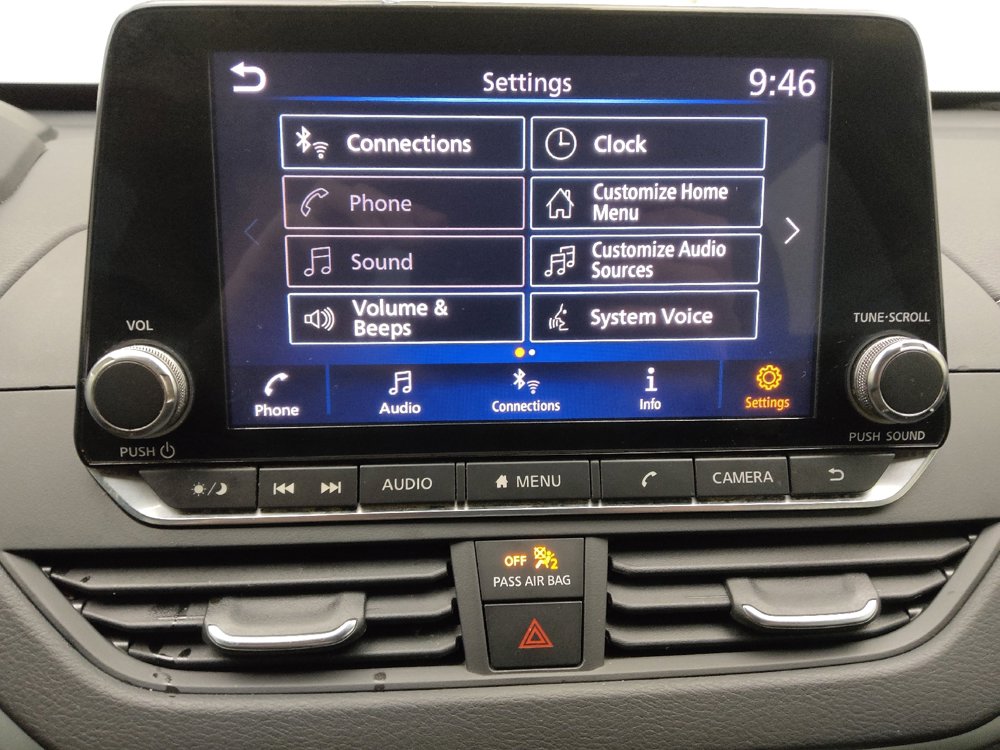 Settings
9:46
Connections
Clock
Phone
Customize Home
Menu
Sound
Customize Audio
Sources
Volume &
Beeps
System Voice
Phone
Audio
Connections
Info
Settings
VOL
PUSH
TUNE·SCROLL
PUSH SOUND
AUDIO
MENU
CAMERA
OFF
2
PASS AIR BAG